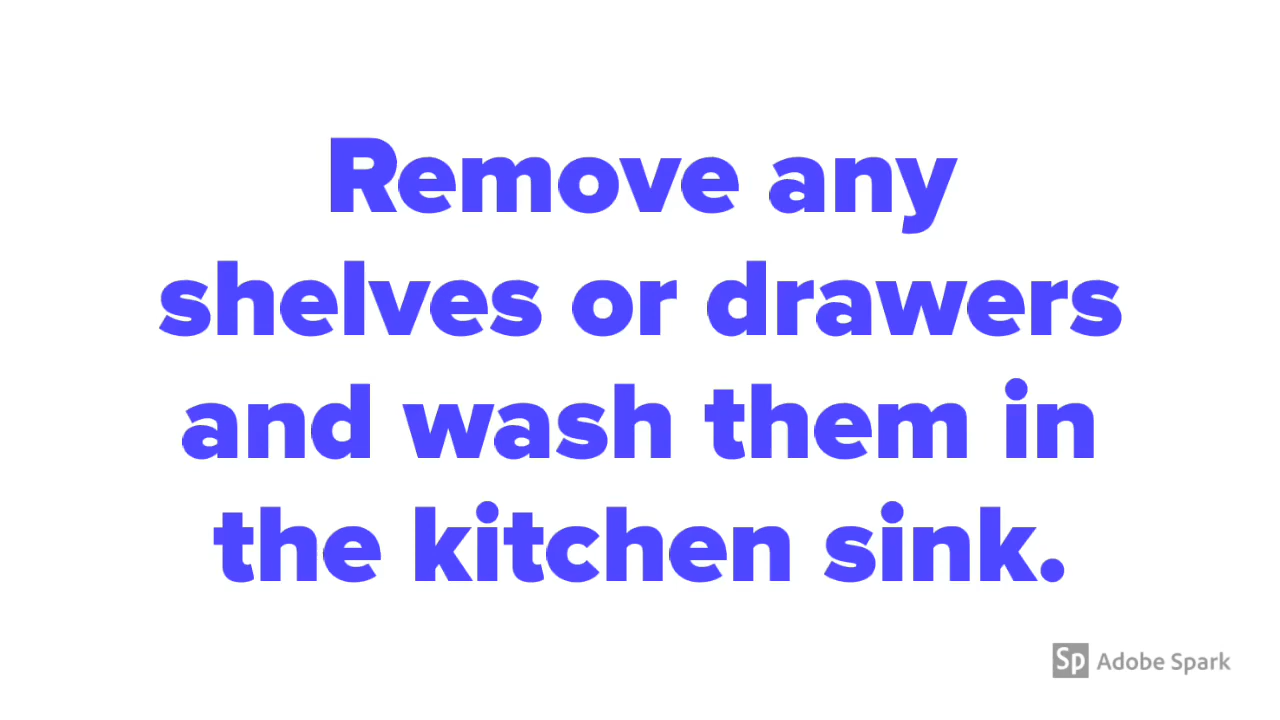 Remove any
shelves or drawers
and wash them in
the kitchen sink.
Sp Adobe Spark